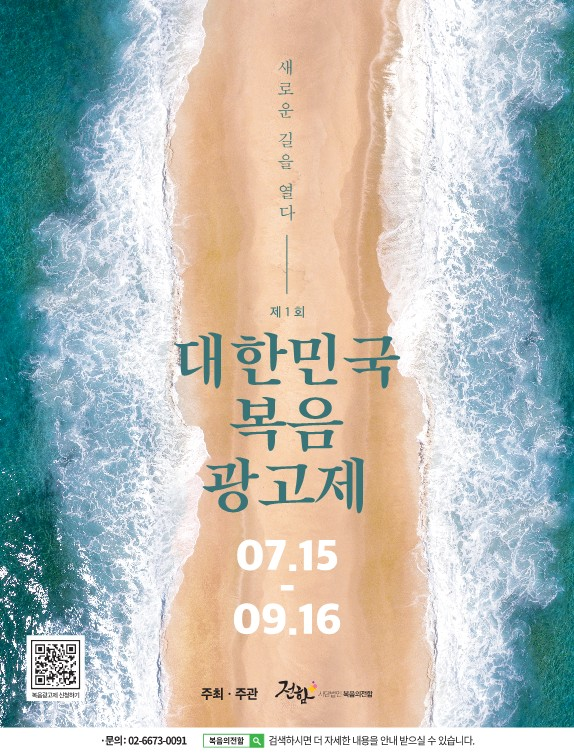 새로운 길을 열다
제1회
대한민국
복음
광고제
07.15
-
09.16
복음광고제 신청하기
주최·주관 전함 사단법인 복음의전함
·문의: 02-6673-0091 복음의전함 검색하시면 더 자세한 내용을 안내 받으실 수 있습니다.